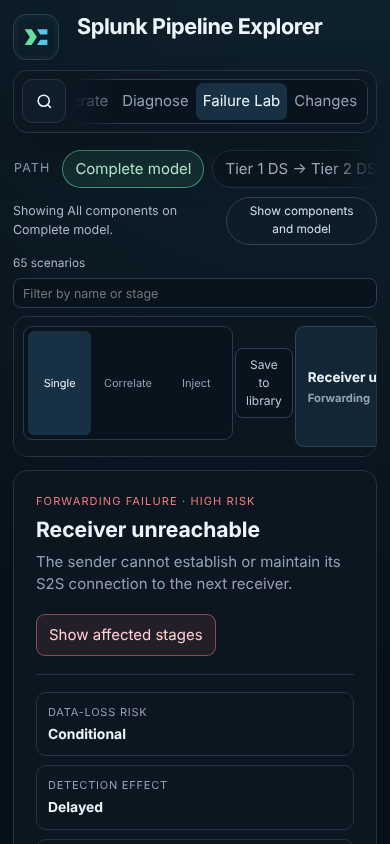 Splunk Pipeline Explorer
Diagnose Failure Lab Changes
PATH Complete model Tier 1 DS → Tier 2 DS
Showing All components on
Complete model.
Show components
and model
65 scenarios
Filter by name or stage
Single Correlate Inject
Save
to
library
Receiver u
Forwarding
FORWARDING FAILURE · HIGH RISK
Receiver unreachable
The sender cannot establish or maintain its
S2S connection to the next receiver.
Show affected stages
DATA-LOSS RISK
Conditional
DETECTION EFFECT
Delayed